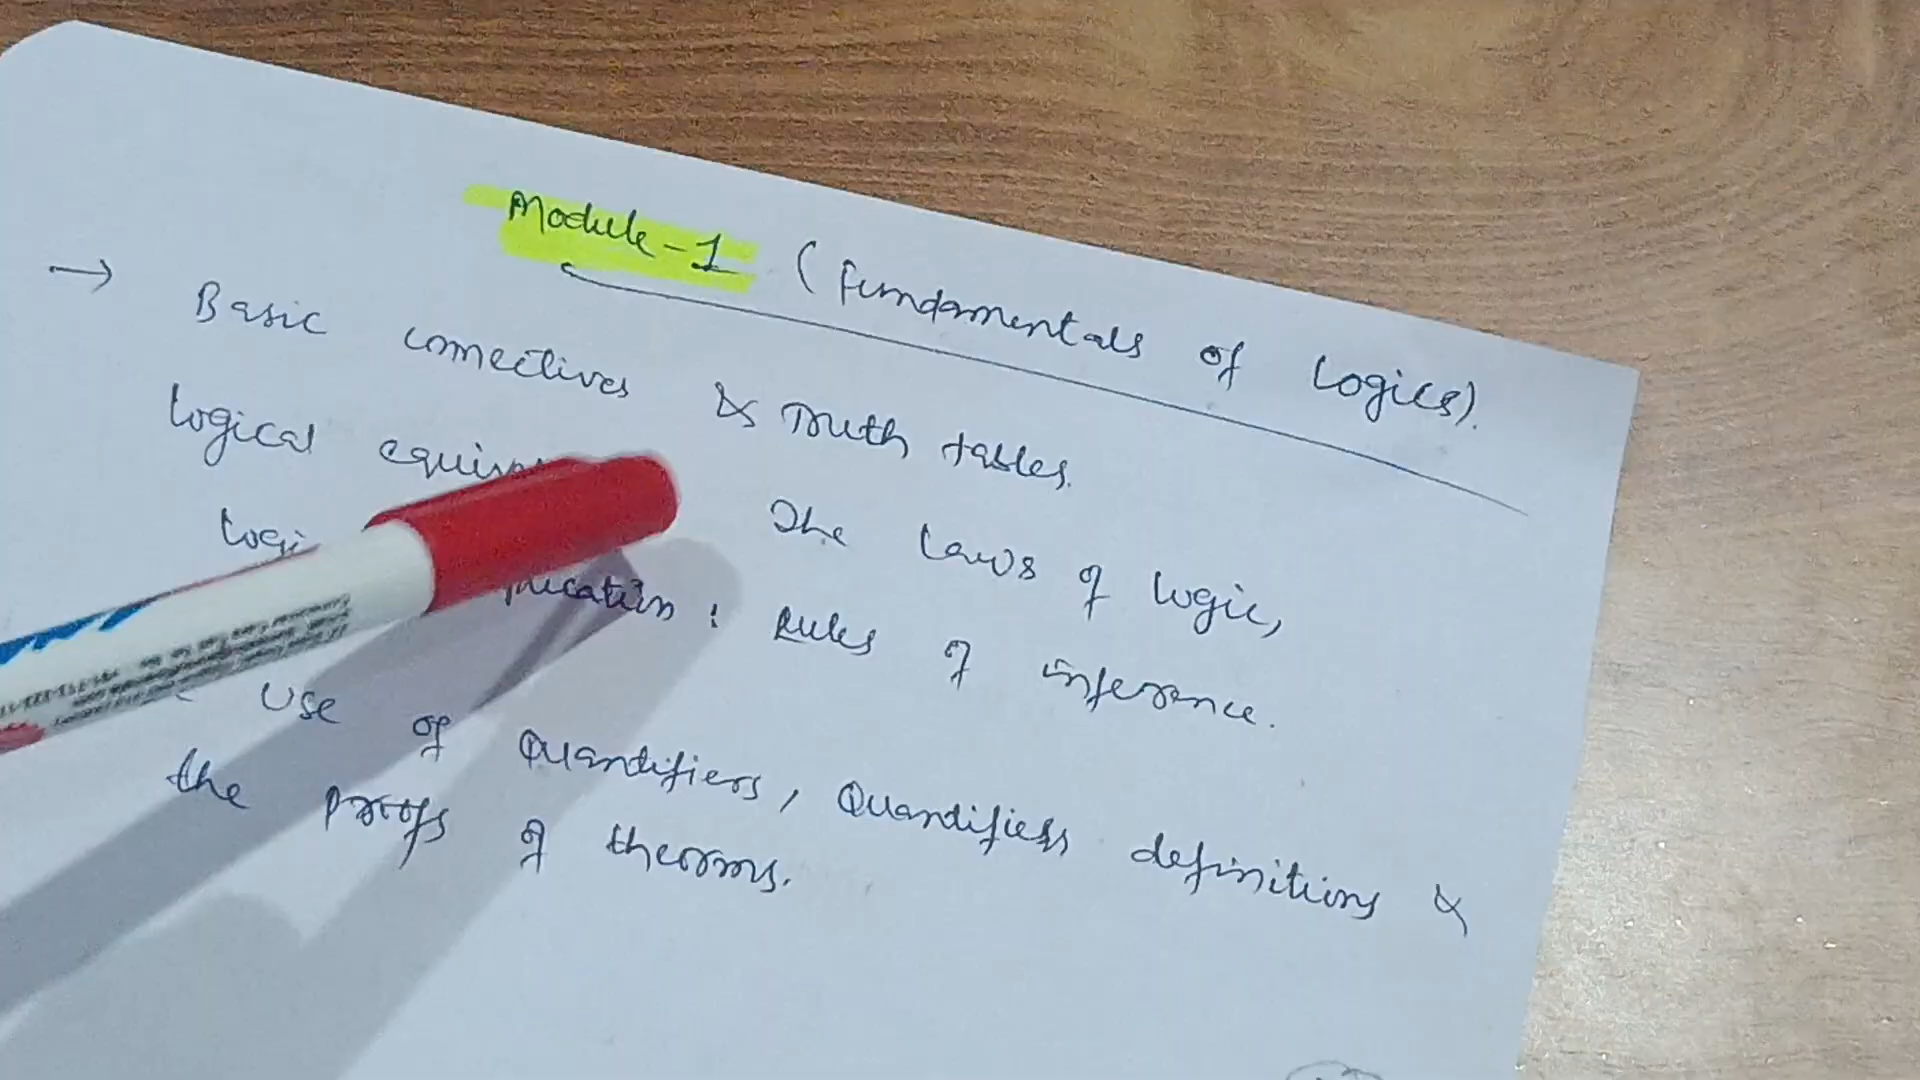 Module-1 (Fundamentals of Logics).
→ Basic connectives & Truth tables.
Logical The Laws of logic,
: Rules of inference.
Use of Quantifiers, Quantifiers definitions &
the proofs of theorms.